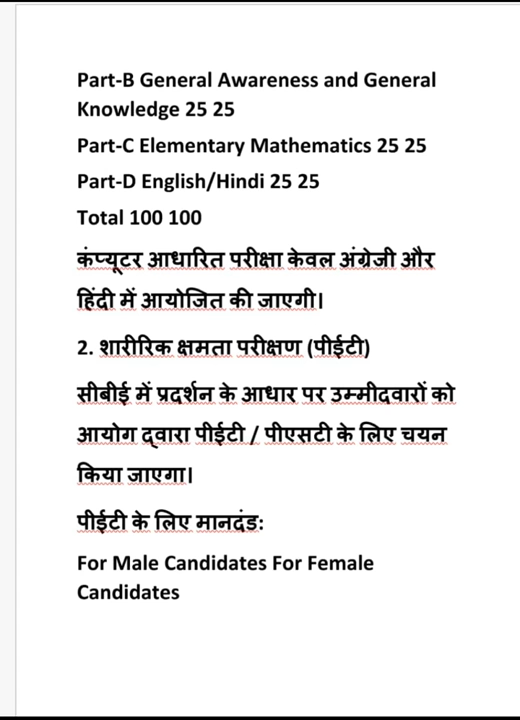 Part-B General Awareness and General
Knowledge 25 25
Part-C Elementary Mathematics 25 25
Part-D English/Hindi 25 25
Total 100 100
कंप्यूटर आधारित परीक्षा केवल अंग्रेजी और
हिंदी में आयोजित की जाएगी।
2. शारीरिक क्षमता परीक्षण (पीईटी)
सीबीई में प्रदर्शन के आधार पर उम्मीदवारों को
आयोग द्वारा पीईटी / पीएसटी के लिए चयन
किया जाएगा।
पीईटी के लिए मानदंड:
For Male Candidates For Female
Candidates